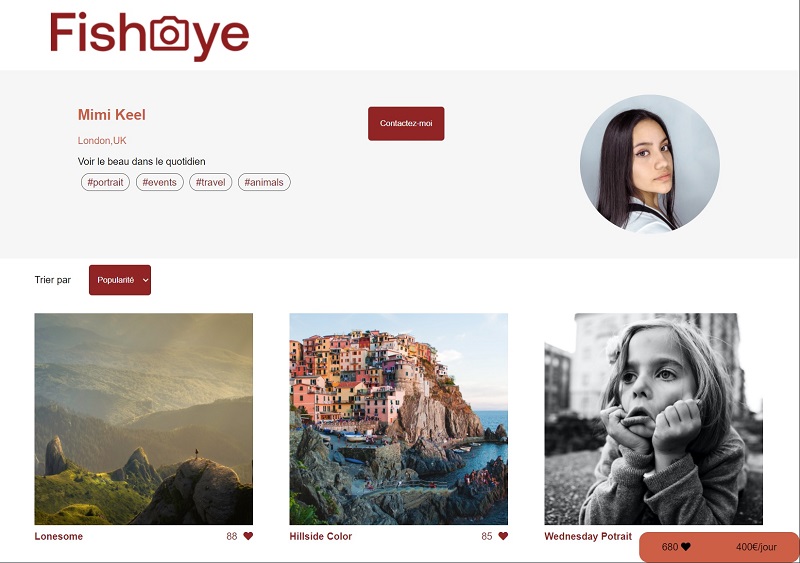 Fisheye
Mimi Keel
Contactez-moi
London,UK
Voir le beau dans le quotidien
#portrait #events #travel #animals
Trier par Popularité
Lonesome 88
Hillside Color 85
Wednesday Potrait
680 400€/jour